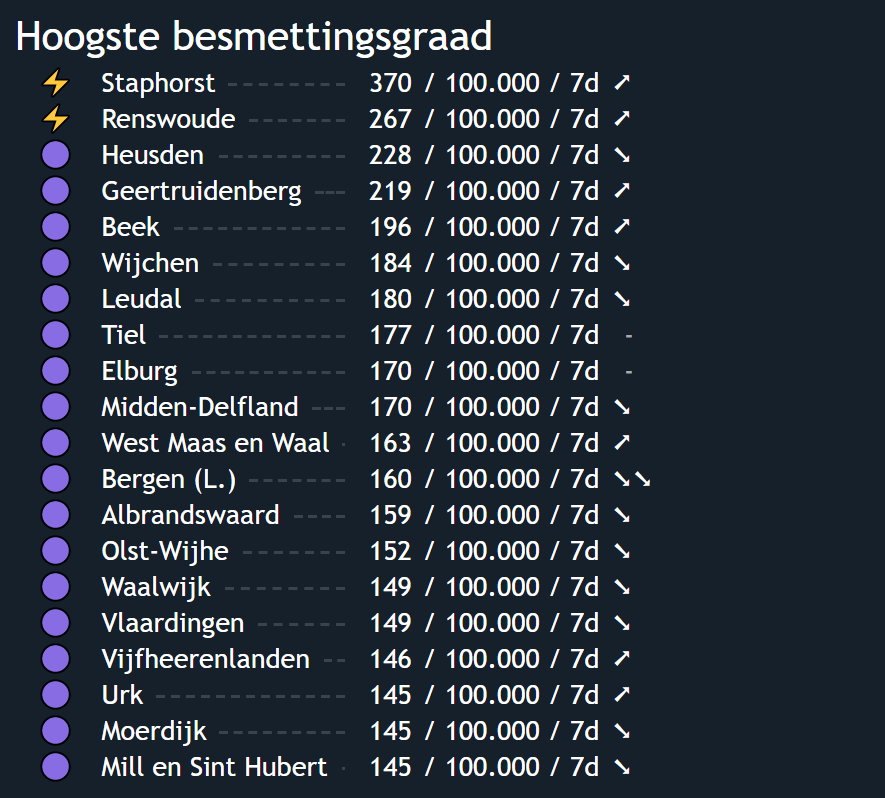 Hoogste besmettingsgraad
⚡ Staphorst -------- 370 / 100.000 / 7d ➚
⚡ Renswoude ------- 267 / 100.000 / 7d ➚
Heusden --------- 228 / 100.000 / 7d ➘
Geertruidenberg --- 219 / 100.000 / 7d ➚
Beek ------------ 196 / 100.000 / 7d ➚
Wijchen --------- 184 / 100.000 / 7d ➘
Leudal ---------- 180 / 100.000 / 7d ➘
Tiel ------------- 177 / 100.000 / 7d -
Elburg ---------- 170 / 100.000 / 7d -
Midden-Delfland --- 170 / 100.000 / 7d ➘
West Maas en Waal - 163 / 100.000 / 7d ➚
Bergen (L.) ------- 160 / 100.000 / 7d ➘➘
Albrandswaard ---- 159 / 100.000 / 7d ➘
Olst-Wijhe ------- 152 / 100.000 / 7d ➘
Waalwijk -------- 149 / 100.000 / 7d ➘
Vlaardingen ------ 149 / 100.000 / 7d ➘
Vijfheerenlanden -- 146 / 100.000 / 7d ➚
Urk ------------- 145 / 100.000 / 7d ➚
Moerdijk --------- 145 / 100.000 / 7d ➘
Mill en Sint Hubert - 145 / 100.000 / 7d ➘